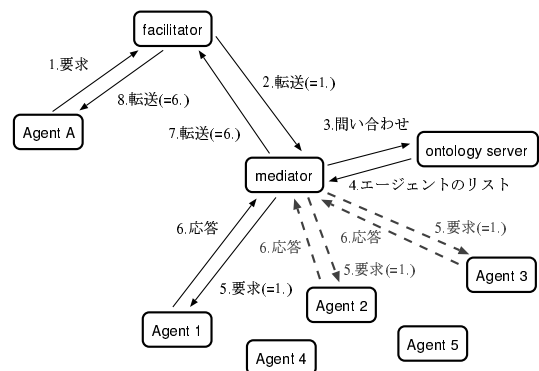 facilitator
1.要求
2.転送(=1.)
8.転送(=6.)
3.問い合わせ
Agent A
7.転送(=6.)
ontology server
mediator
4.エージェントのリスト
6.応答
5.要求(=1.)
6.応答
6.応答
5.要求(=1.)
5.要求(=1.)
Agent 3
Agent 2
Agent 1
Agent 5
Agent 4